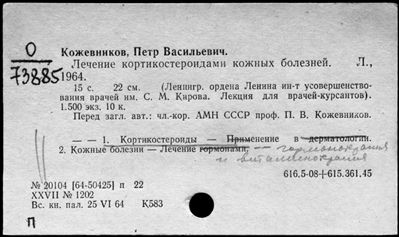 О
73885
Кожевников, Петр Васильевич.
Лечение кортикостероидами кожных болезней. Л.,
1964.
15 с. 22 см. (Ленингр. ордена Ленина ин-т усовершенство-
вания врачей им. С. М. Кирова. Лекция для врачей-курсантов).
1.500 экз. 10 к.
Перед загл. авт.: чл.-кор. АМН СССР проф. П. В. Кожевников.
— — 1. Кортикостероиды — Применение в дерматологии.
2. Кожные болезни — Лечение гормонами. — гормонотерапия
и витаминотерапия
616.5-08+615.361.45
№ 20104 [64-50425] п 22
XXVII № 1202
Вс. кн. пал. 25 VI 64 К583
П